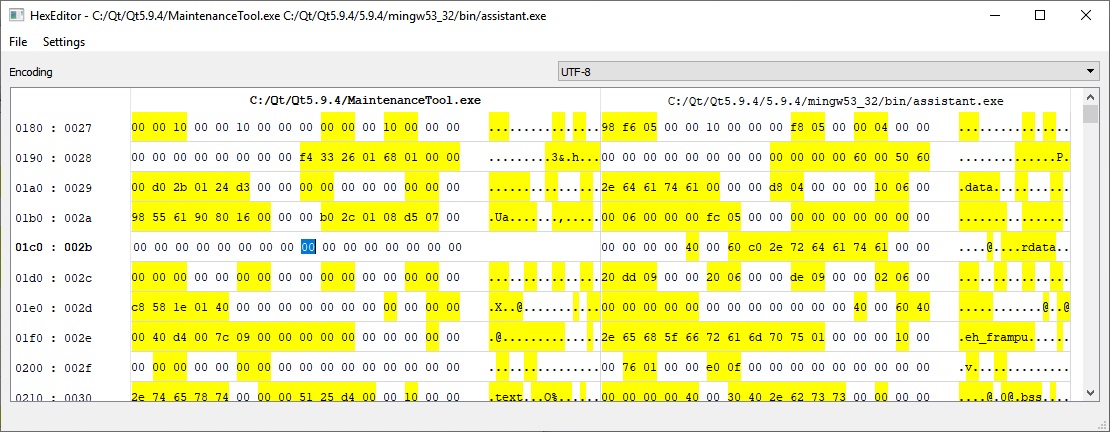 HexEditor - C:/Qt/Qt5.9.4/MaintenanceTool.exe C:/Qt/Qt5.9.4/5.9.4/mingw53_32/bin/assistant.exe
File Settings
Encoding UTF-8
C:/Qt/Qt5.9.4/MaintenanceTool.exe C:/Qt/Qt5.9.4/5.9.4/mingw53_32/bin/assistant.exe
0180 : 0027 00 00 10 00 00 10 00 00 00 00 00 00 10 00 00 00 ................ 98 f6 05 00 00 10 00 00 00 f8 05 00 00 04 00 00 ................
0190 : 0028 00 00 00 00 00 00 00 00 f4 33 26 01 68 01 00 00 .........3&.h... 00 00 00 00 00 00 00 00 00 00 00 00 60 00 50 60 ..............P.
01a0 : 0029 00 d0 2b 01 24 d3 00 00 00 00 00 00 00 00 00 00 ................ 2e 64 61 74 61 00 00 00 d8 04 00 00 00 10 06 00 .data...........
01b0 : 002a 98 55 61 90 80 16 00 00 00 b0 2c 01 08 d5 07 00 .Ua.......,..... 00 06 00 00 00 fc 05 00 00 00 00 00 00 00 00 00 ................
01c0 : 002b 00 00 00 00 00 00 00 00 00 00 00 00 00 00 00 00 00 00 00 00 40 00 60 c0 2e 72 64 61 74 61 00 00 ....@....rdata..
01d0 : 002c 00 00 00 00 00 00 00 00 00 00 00 00 00 00 00 00 ................ 20 dd 09 00 00 20 06 00 00 de 09 00 00 02 06 00 ................
01e0 : 002d c8 58 1e 01 40 00 00 00 00 00 00 00 00 00 00 00 .X..@........... 00 00 00 00 00 00 00 00 00 00 00 00 40 00 60 40 ............@..@
01f0 : 002e 00 40 d4 00 7c 09 00 00 00 00 00 00 00 00 00 00 .@.............. 2e 65 68 5f 66 72 61 6d 70 75 01 00 00 00 10 00 .eh_frampu......
0200 : 002f 00 00 00 00 00 00 00 00 00 00 00 00 00 00 00 00 ................ 00 76 01 00 00 e0 0f 00 00 00 00 00 00 00 00 00 .v..............
0210 : 0030 2e 74 65 78 74 00 00 00 51 25 d4 00 00 10 00 00 .text...Q%...... 00 00 00 00 40 00 30 40 2e 62 73 73 00 00 00 00 ....@.0@.bss....